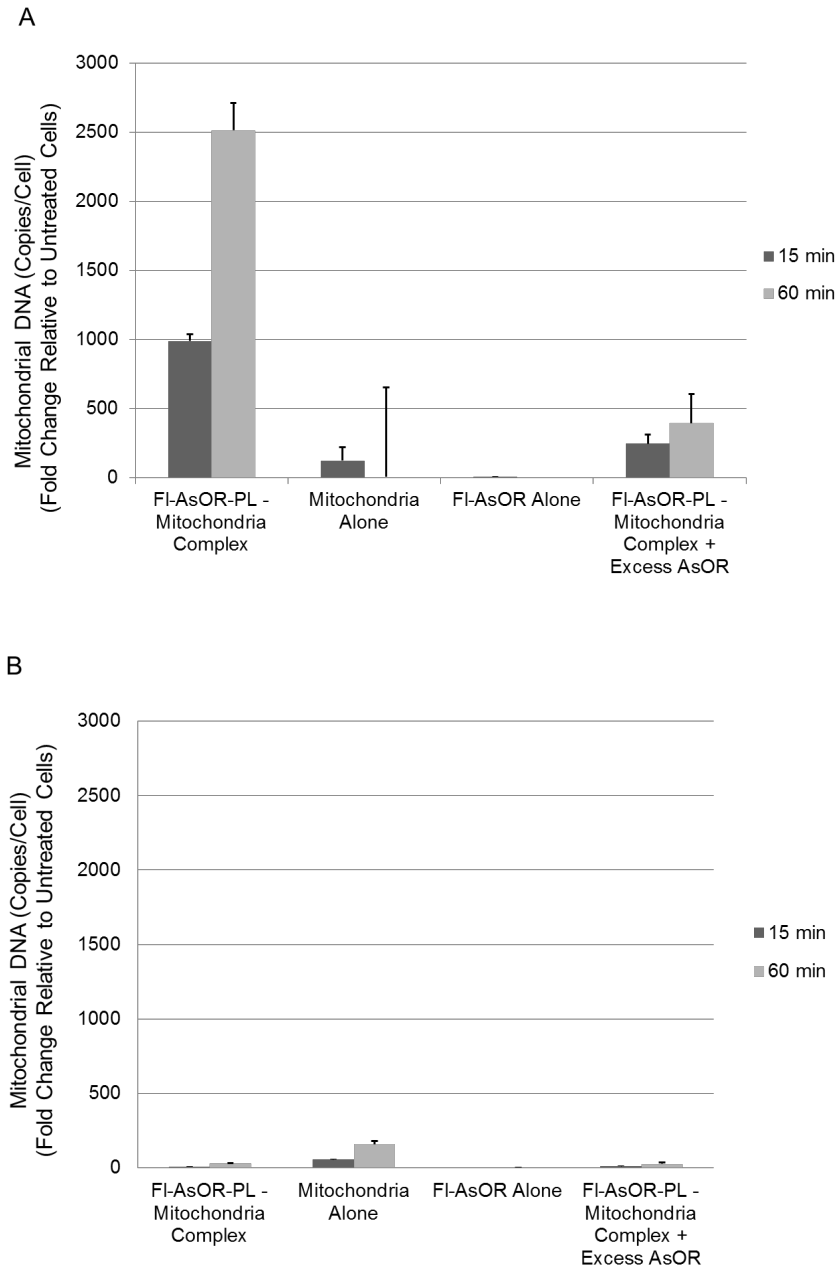 A
Mitochondrial DNA (Copies/Cell)
(Fold Change Relative to Untreated Cells)
3000
2500
2000
1500
1000
500
0
Fl-AsOR-PL -
Mitochondria
Complex
Mitochondria
Alone
Fl-AsOR Alone
Fl-AsOR-PL -
Mitochondria
Complex +
Excess AsOR
15 min
60 min
B
Mitochondrial DNA (Copies/Cell)
(Fold Change Relative to Untreated Cells)
3000
2500
2000
1500
1000
500
0
Fl-AsOR-PL -
Mitochondria
Complex
Mitochondria
Alone
Fl-AsOR Alone
Fl-AsOR-PL -
Mitochondria
Complex +
Excess AsOR
15 min
60 min